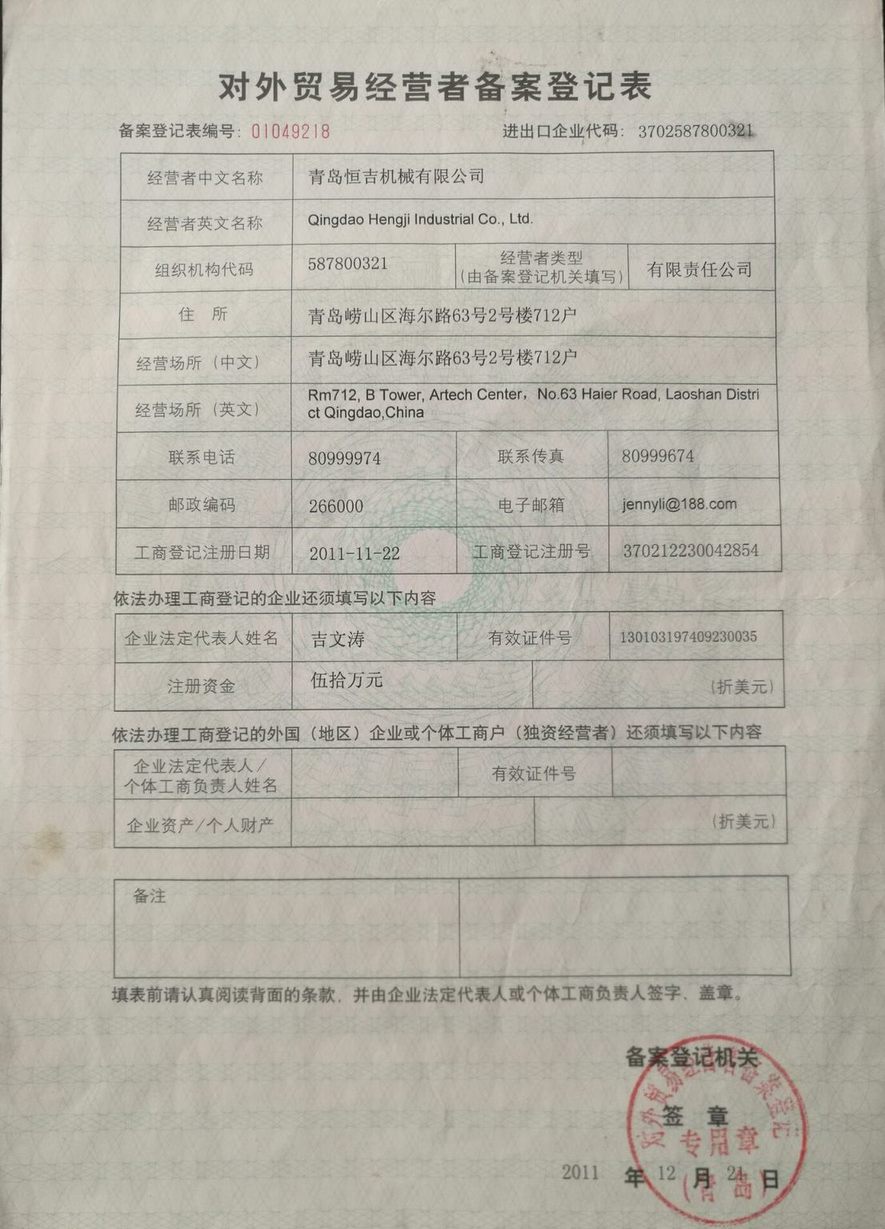 对外贸易经营者备案登记表
备案登记表编号: 01049218 进出口企业代码: 3702587800321
经营者中文名称 青岛恒吉机械有限公司
经营者英文名称 Qingdao Hengji Industrial Co., Ltd.
组织机构代码 587800321 经营者类型 (由备案登记机关填写) 有限责任公司
住 所 青岛崂山区海尔路63号2号楼712户
经营场所(中文) 青岛崂山区海尔路63号2号楼712户
经营场所(英文) Rm712, B Tower, Artech Center，No.63 Haier Road, Laoshan Distri
ct Qingdao,China
联系电话 80999974 联系传真 80999674
邮政编码 266000 电子邮箱 jennyli@188.com
工商登记注册日期 2011-11-22 工商登记注册号 370212230042854
依法办理工商登记的企业还须填写以下内容
企业法定代表人姓名 吉文涛 有效证件号 130103197409230035
注册资金 伍拾万元 (折美元)
依法办理工商登记的外国（地区）企业或个体工商户（独资经营者）还须填写以下内容
企业法定代表人/
个体工商负责人姓名 有效证件号
企业资产/个人财产 (折美元)
备注
填表前请认真阅读背面的条款，并由企业法定代表人或个体工商负责人签字、盖章。
备案登记机关
签 章
对外贸易经营者备案登记
专用章
(青岛)
2011 年 12 月 21 日